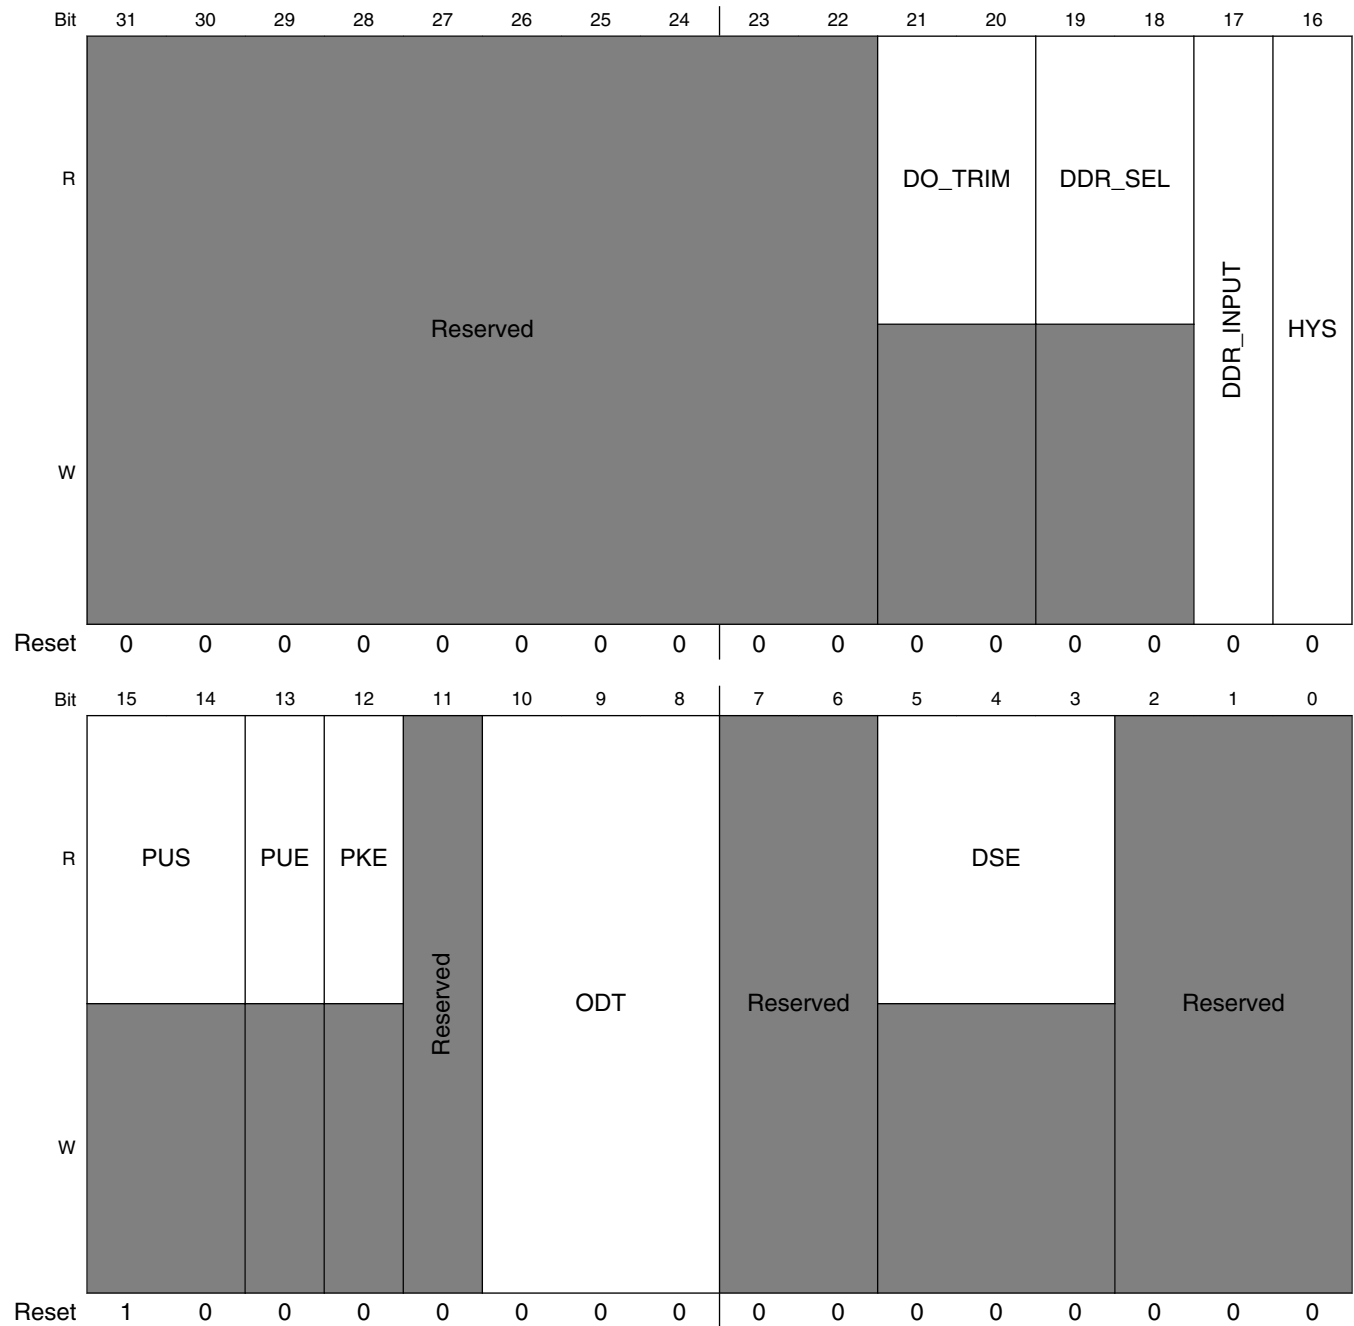 Bit 31 30 29 28 27 26 25 24 23 22 21 20 19 18 17 16
R DO_TRIM DDR_SEL
Reserved DDR_INPUT HYS
W
Reset 0 0 0 0 0 0 0 0 0 0 0 0 0 0 0 0
Bit 15 14 13 12 11 10 9 8 7 6 5 4 3 2 1 0
R PUS PUE PKE DSE
Reserved ODT Reserved Reserved
W
Reset 1 0 0 0 0 0 0 0 0 0 0 0 0 0 0 0